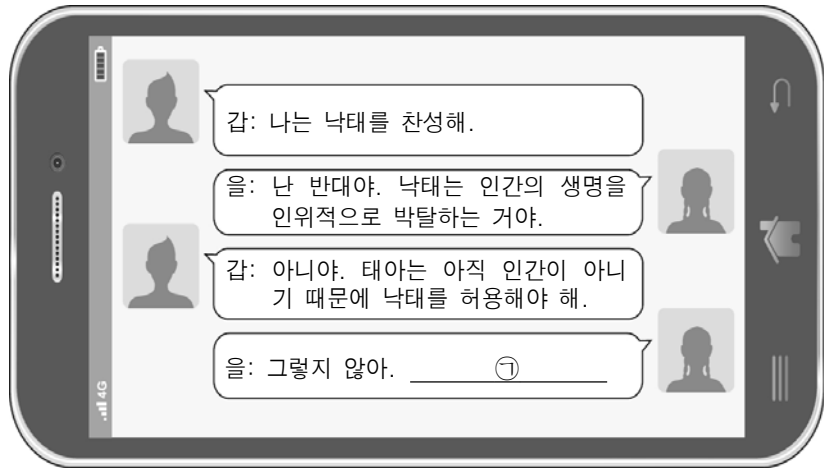 갑: 나는 낙태를 찬성해.
을: 난 반대야. 낙태는 인간의 생명을
인위적으로 박탈하는 거야.
갑: 아니야. 태아는 아직 인간이 아니
기 때문에 낙태를 허용해야 해.
을: 그렇지 않아. ㉠
4G